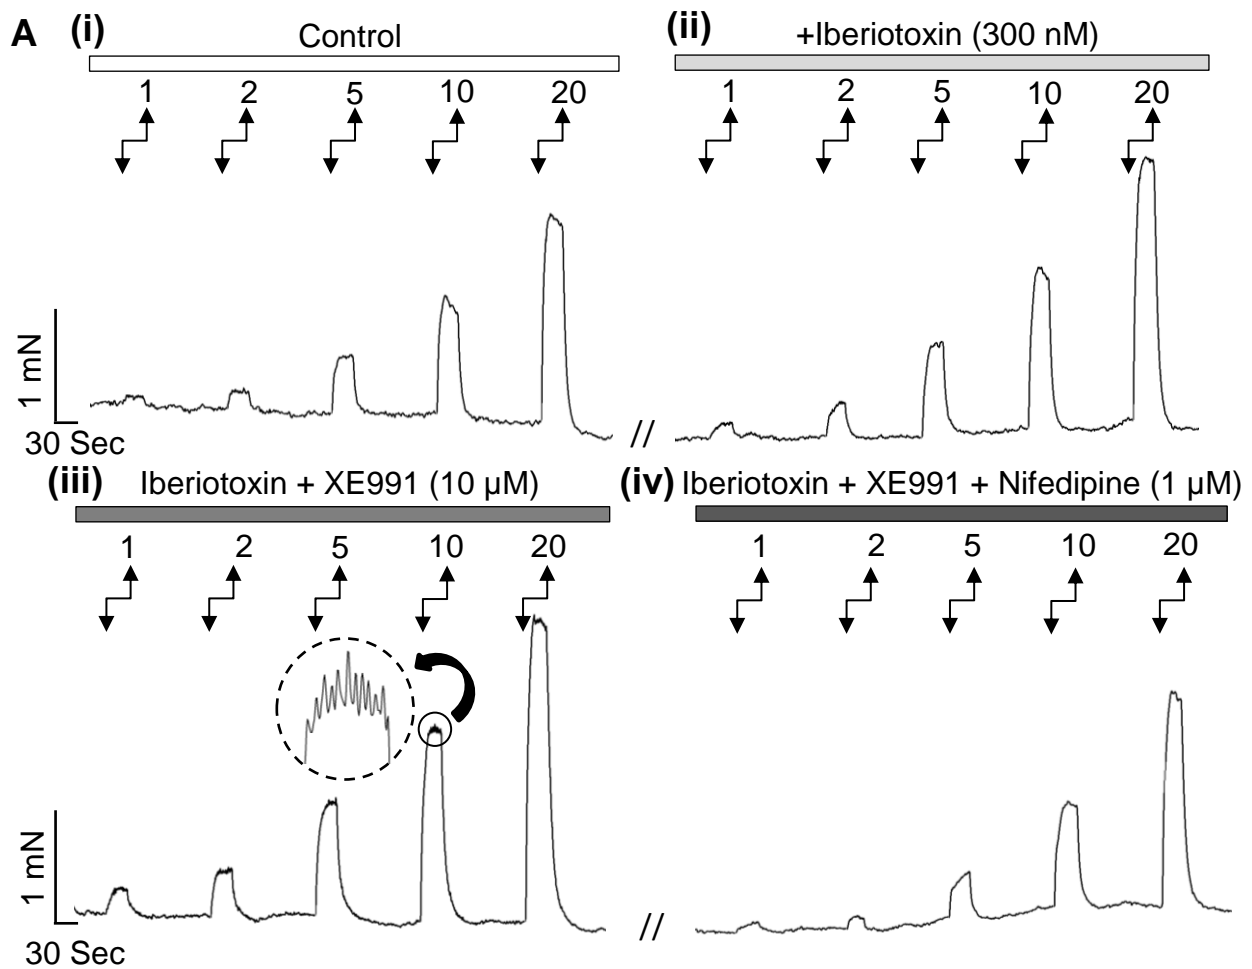 A (i) Control
1 2 5 10 20
1 mN
30 Sec
(ii) +Iberiotoxin (300 nM)
1 2 5 10 20
//
(iii) Iberiotoxin + XE991 (10 µM)
1 2 5 10 20
1 mN
30 Sec
(iv) Iberiotoxin + XE991 + Nifedipine (1 µM)
1 2 5 10 20
//